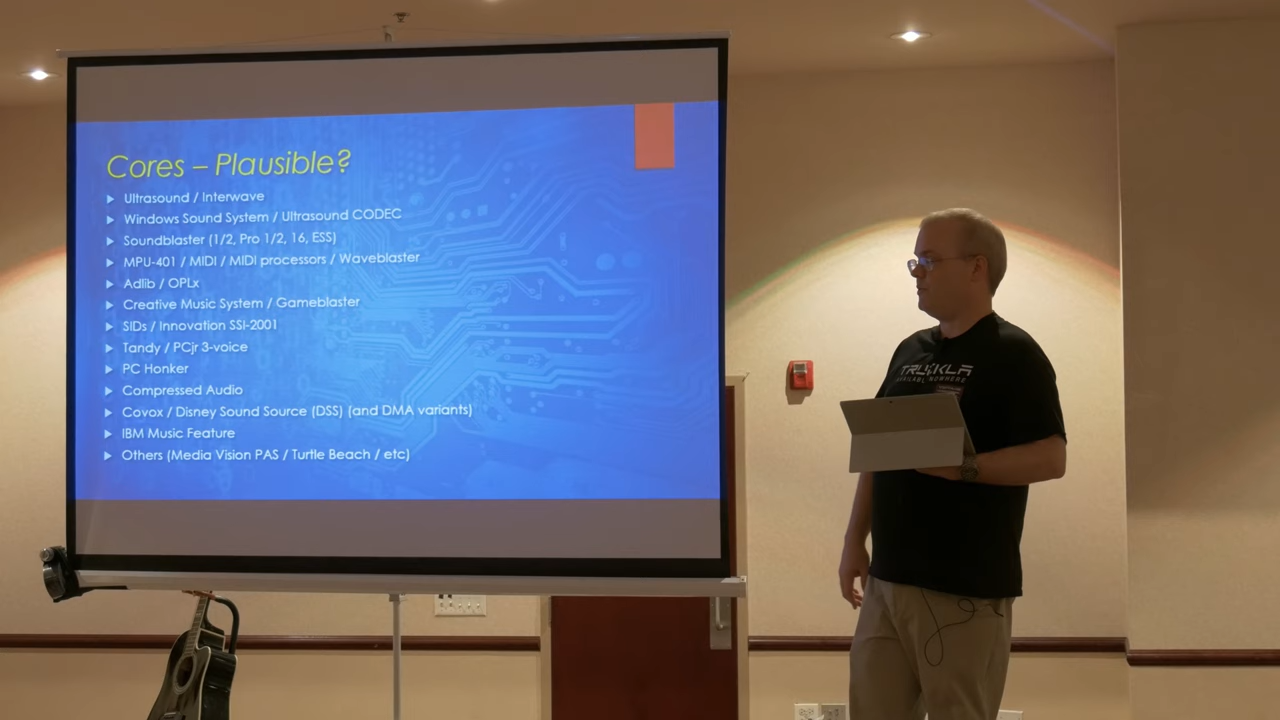 Cores – Plausible?
Ultrasound / Interwave
Windows Sound System / Ultrasound CODEC
Soundblaster (1/2, Pro 1/2, 16, ESS)
MPU-401 / MIDI / MIDI processors / Waveblaster
Adlib / OPLx
Creative Music System / Gameblaster
SIDs / Innovation SSI-2001
Tandy / PCjr 3-voice
PC Honker
Compressed Audio
Covox / Disney Sound Source (DSS) (and DMA variants)
IBM Music Feature
Others (Media Vision PAS / Turtle Beach / etc)
NOWHERE